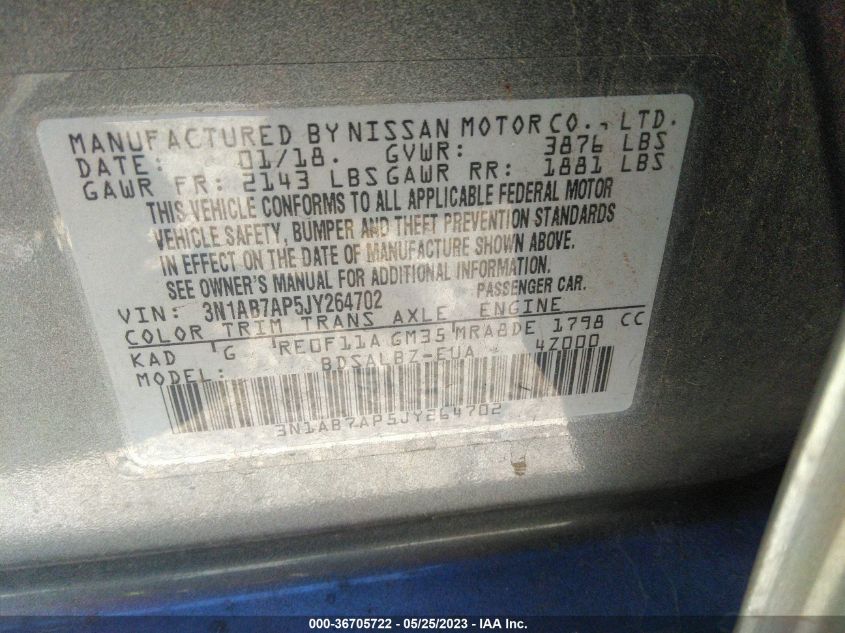 MANUFACTURED BY NISSAN MOTOR CO., LTD.
DATE: 01/18. GVWR: 3876 LBS
GAWR FR: 2143 LBS GAWR RR: 1881 LBS
THIS VEHICLE CONFORMS TO ALL APPLICABLE FEDERAL MOTOR
VEHICLE SAFETY, BUMPER AND THEFT PREVENTION STANDARDS
IN EFFECT ON THE DATE OF MANUFACTURE SHOWN ABOVE.
SEE OWNER'S MANUAL FOR ADDITIONAL INFORMATION.
VIN: 3N1AB7AP5JY264702 PASSENGER CAR.
COLOR TRIM TRANS AXLE ENGINE
KAD G RE0F11A GM35 MRA8DE 1798 CC
MODEL: BDSALBZ-EUA 4Z000
3N1AB7AP5JY264702
000-36705722 - 05/25/2023 - IAA Inc.